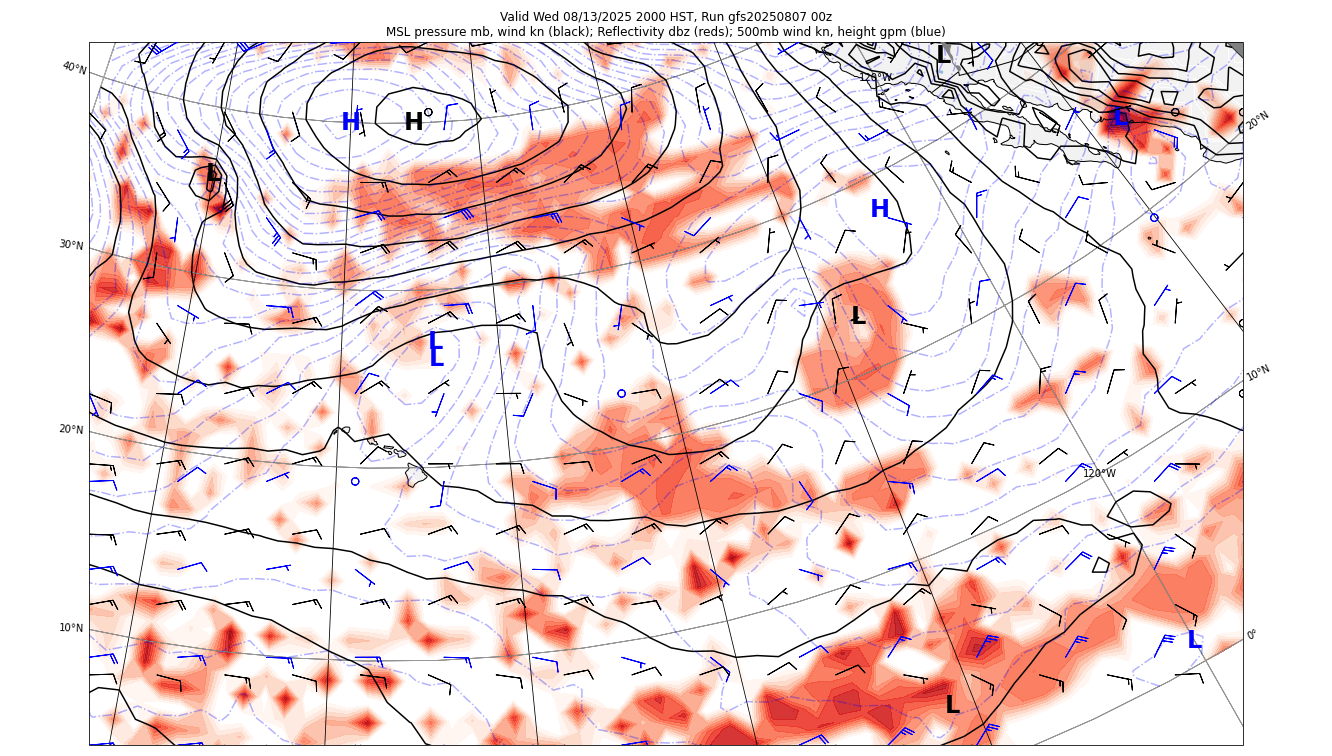 Valid Wed 08/13/2025 2000 HST, Run gfs20250807 00z
MSL pressure mb, wind kn (black); Reflectivity dbz (reds); 500mb wind kn, height gpm (blue)
L
40°N
120°W
H
H
L
20°N
L
H
30°N
L
L
L
10°N
20°N
120°W
10°N
0°
L
L